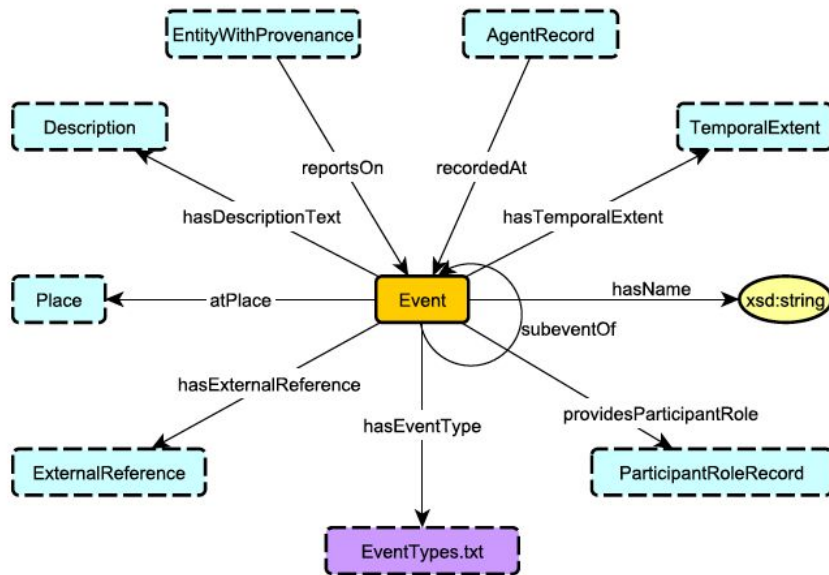 EntityWithProvenance
AgentRecord
Description
TemporalExtent
reportsOn
recordedAt
hasDescriptionText
hasTemporalExtent
Place
atPlace
Event
hasName
xsd:string
subeventOf
hasExternalReference
hasEventType
providesParticipantRole
ExternalReference
ParticipantRoleRecord
EventTypes.txt